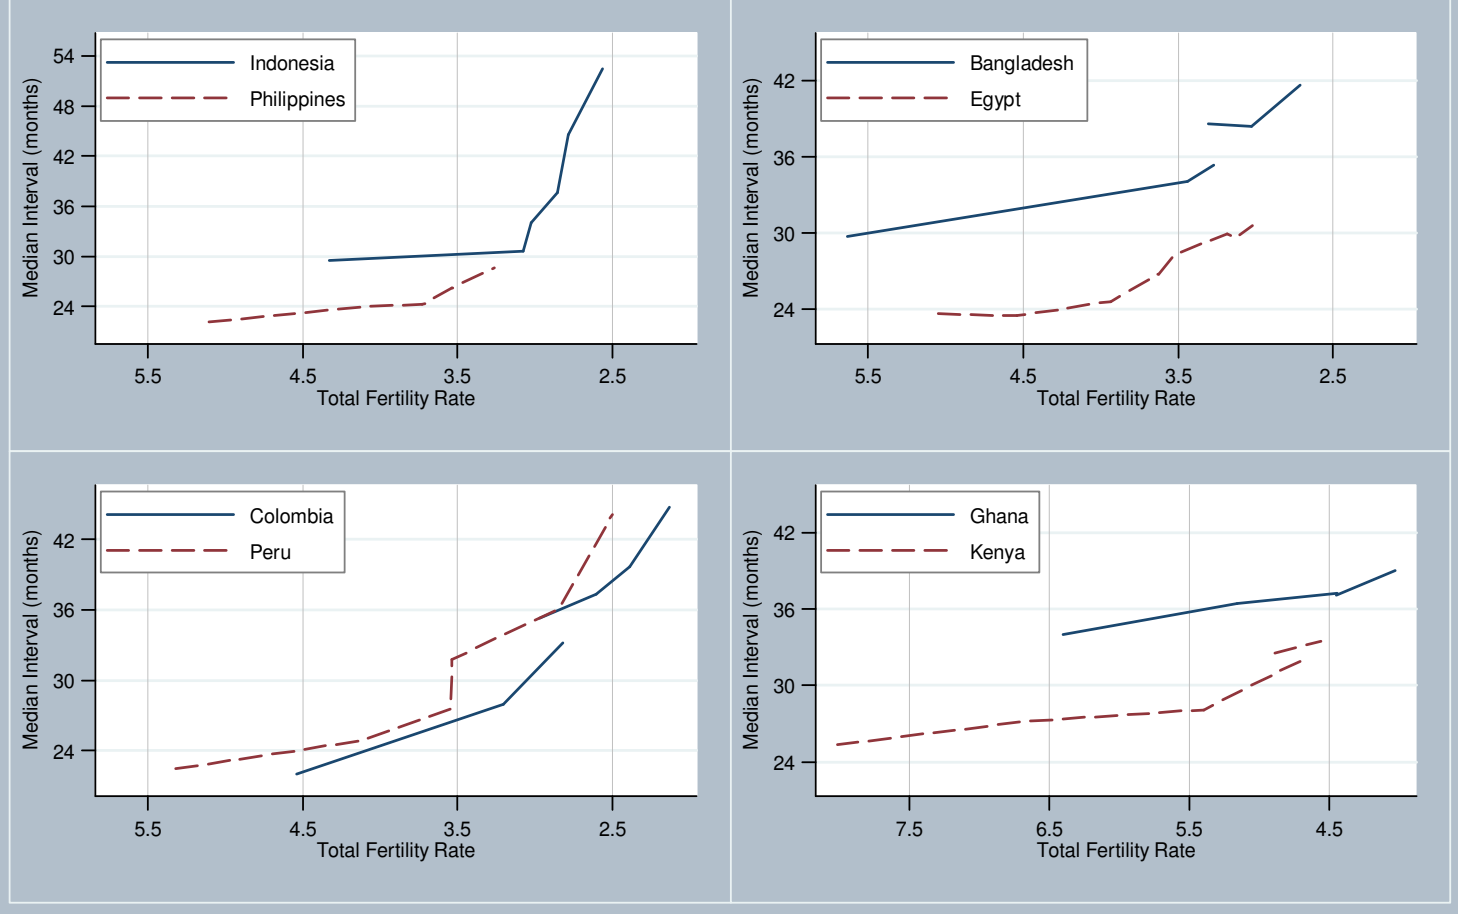 Indonesia
Philippines
Median Interval (months)
54
48
42
36
30
24
5.5 4.5 3.5 2.5
Total Fertility Rate
Bangladesh
Egypt
Median Interval (months)
42
36
30
24
5.5 4.5 3.5 2.5
Total Fertility Rate
Colombia
Peru
Median Interval (months)
42
36
30
24
5.5 4.5 3.5 2.5
Total Fertility Rate
Ghana
Kenya
Median Interval (months)
42
36
30
24
7.5 6.5 5.5 4.5
Total Fertility Rate